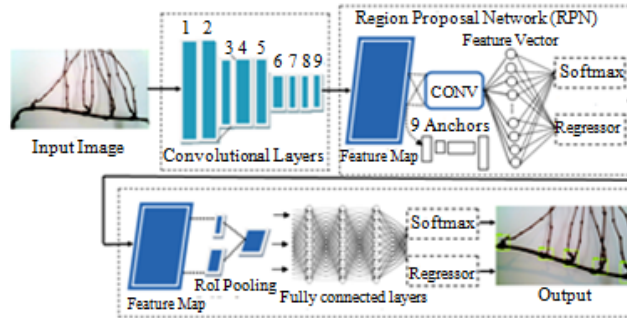 Region Proposal Network (RPN)
Feature Vector
1 2
3 4 5
6 7 8 9
Softmax
CONV
9 Anchors
Regressor
Input Image
Convolutional Layers
Feature Map
Softmax
RoI Pooling
Regressor
Feature Map
Fully connected layers
Output